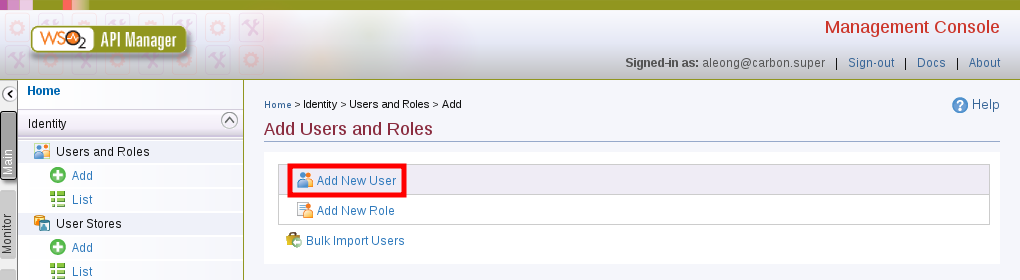 WSO2 API Manager
Management Console
Signed-in as: aleong@carbon.super | Sign-out | Docs | About
Home
Identity
Users and Roles
Add
List
User Stores
Add
List
Main
Monitor
Home > Identity > Users and Roles > Add
Help
Add Users and Roles
Add New User
Add New Role
Bulk Import Users